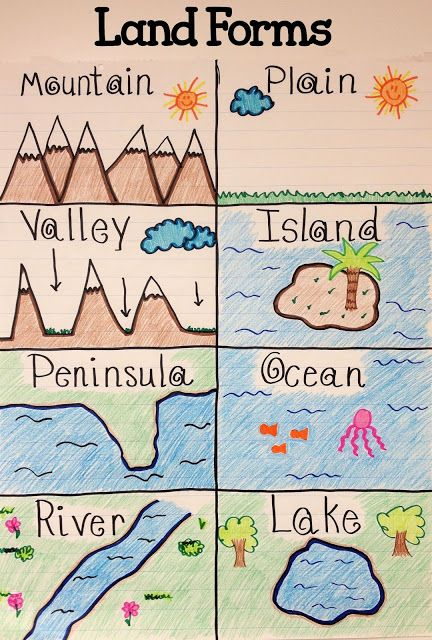 Land Forms
Mountain
Plain
Valley
Island
Peninsula
Ocean
River
Lake